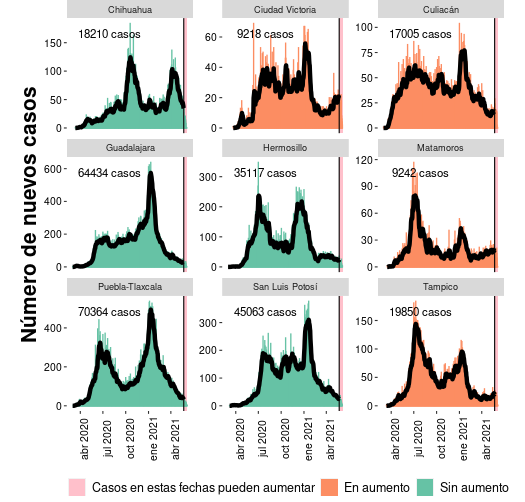 Número de nuevos casos
Chihuahua
18210 casos
150
100
50
0
Ciudad Victoria
9218 casos
60
40
20
0
Culiacán
17005 casos
100
75
50
25
0
Guadalajara
64434 casos
600
400
200
0
Hermosillo
35117 casos
300
200
100
0
Matamoros
9242 casos
120
90
60
30
0
Puebla-Tlaxcala
70364 casos
400
200
0
San Luis Potosí
45063 casos
300
200
100
0
Tampico
19850 casos
150
100
50
0
abr 2020
jul 2020
oct 2020
ene 2021
abr 2021
abr 2020
jul 2020
oct 2020
ene 2021
abr 2021
abr 2020
jul 2020
oct 2020
ene 2021
abr 2021
Casos en estas fechas pueden aumentar
En aumento
Sin aumento